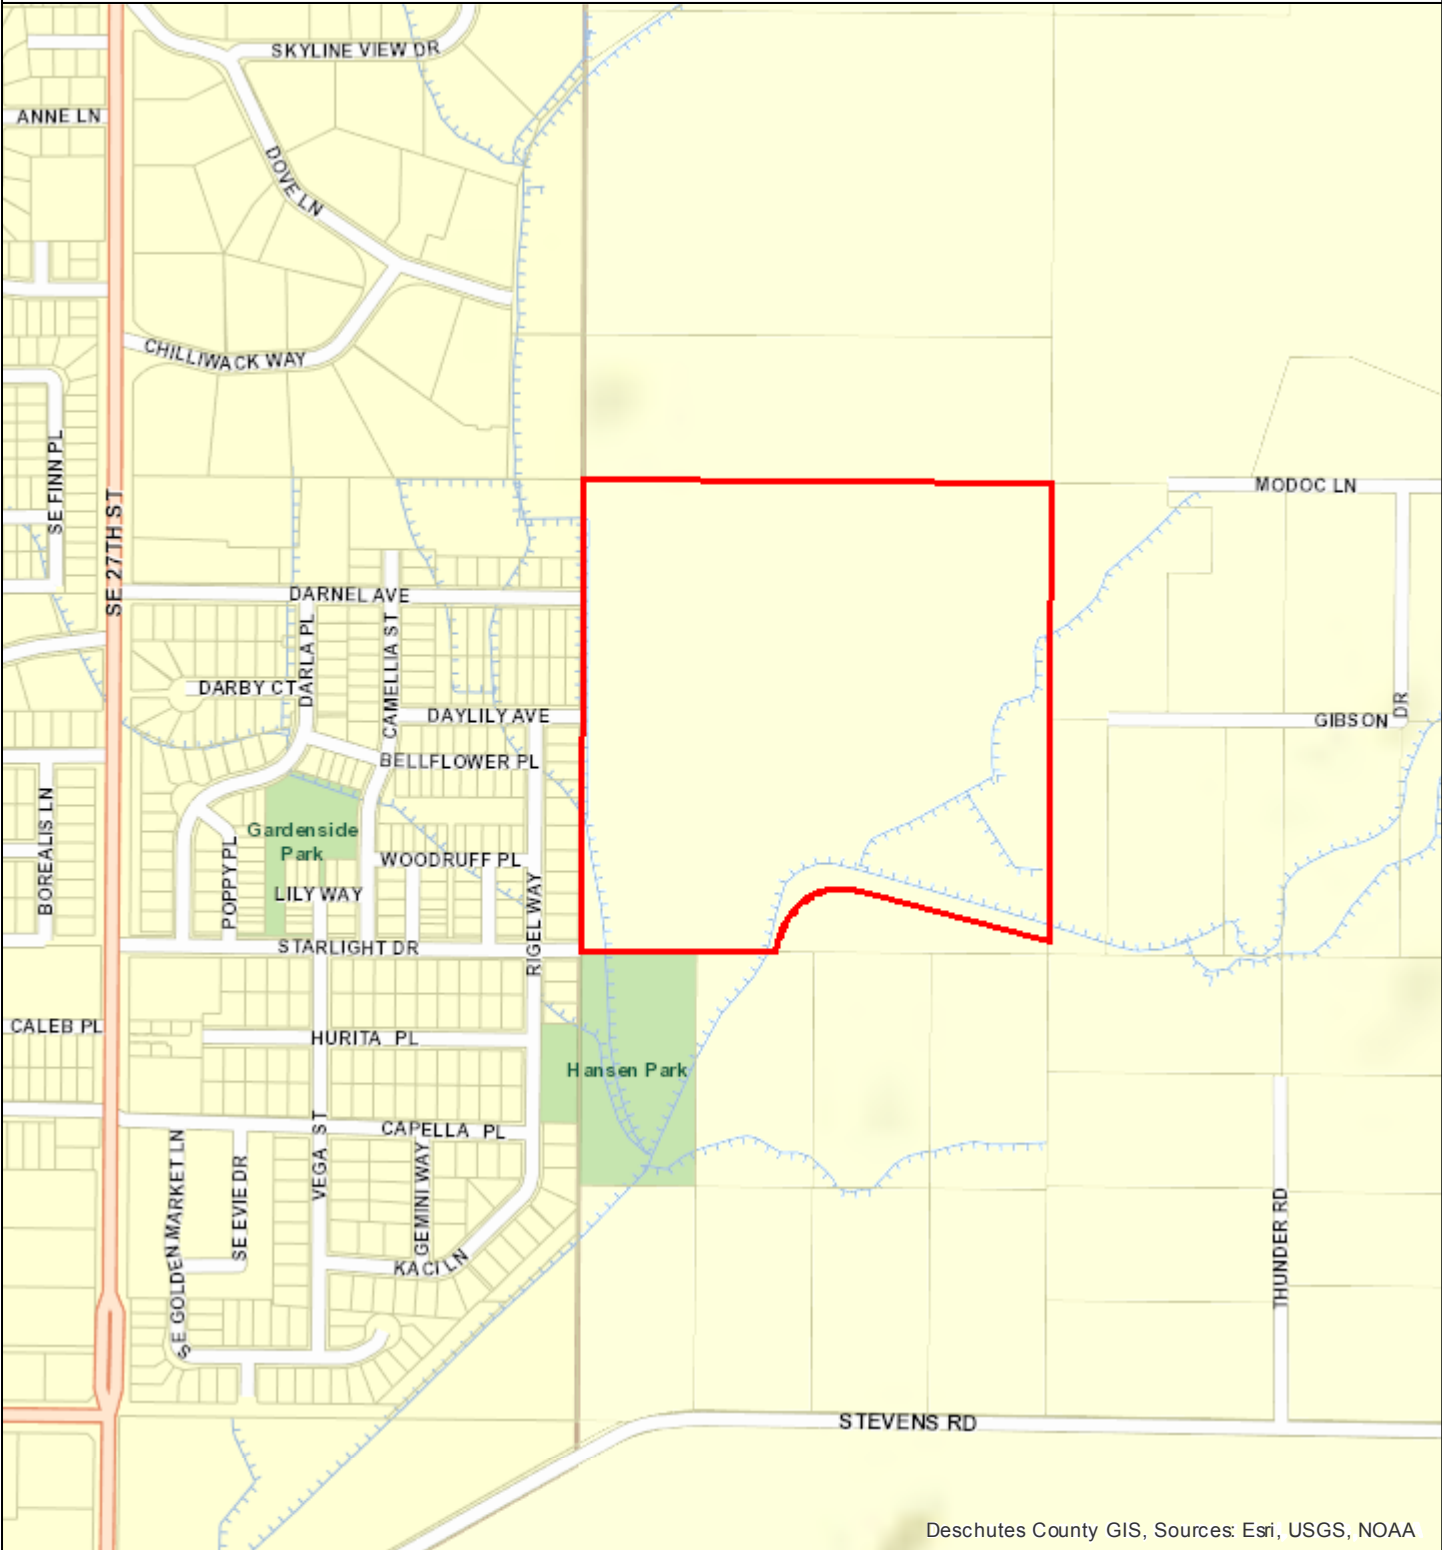 SKYLINE VIEW DR
ANNE LN
DOVE LN
CHILLIWACK WAY
SE FINN PL
SE 27TH ST
MODOC LN
DARNEL AVE
DARLA PL
CAMELLIA ST
DARBY CT
DAYLILY AVE
GIBSON DR
BELLFLOWER PL
BOREALIS LN
Gardenside
Park
POPPY PL
WOODRUFF PL
LILY WAY
RIGEL WAY
STARLIGHT DR
CALEB PL
HURITA PL
Hansen Park
CAPELLA PL
VEGA ST
SE GOLDEN MARKET LN
SE EVIE DR
GEMINI WAY
KACI LN
THUNDER RD
STEVENS RD
Deschutes County GIS, Sources: Esri, USGS, NOAA